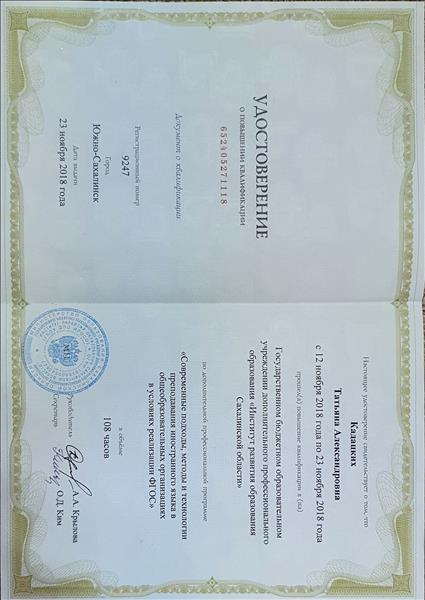 УДОСТОВЕРЕНИЕ
О ПОВЫШЕНИИ КВАЛИФИКАЦИИ
652405271118
Документ о квалификации
Регистрационный номер
9247
Город
Южно-Сахалинск
Дата выдачи
23 ноября 2018 года
Настоящее удостоверение свидетельствует о том, что
Кадацких
Татьяна Александровна
с 12 ноября 2018 года по 23 ноября 2018 года
прошел(а) повышение квалификации в (на)
Государственном бюджетном образовательном
учреждении дополнительного профессионального
образования «Институт развития образования
Сахалинской области»
по дополнительной профессиональной программе
«Современные подходы, методы и технологии
преподавания иностранного языка в
общеобразовательных организациях
в условиях реализации ФГОС»
в объёме
108 часов
М.П.
Руководитель А.А. Крылова
Секретарь О.Д. Ким